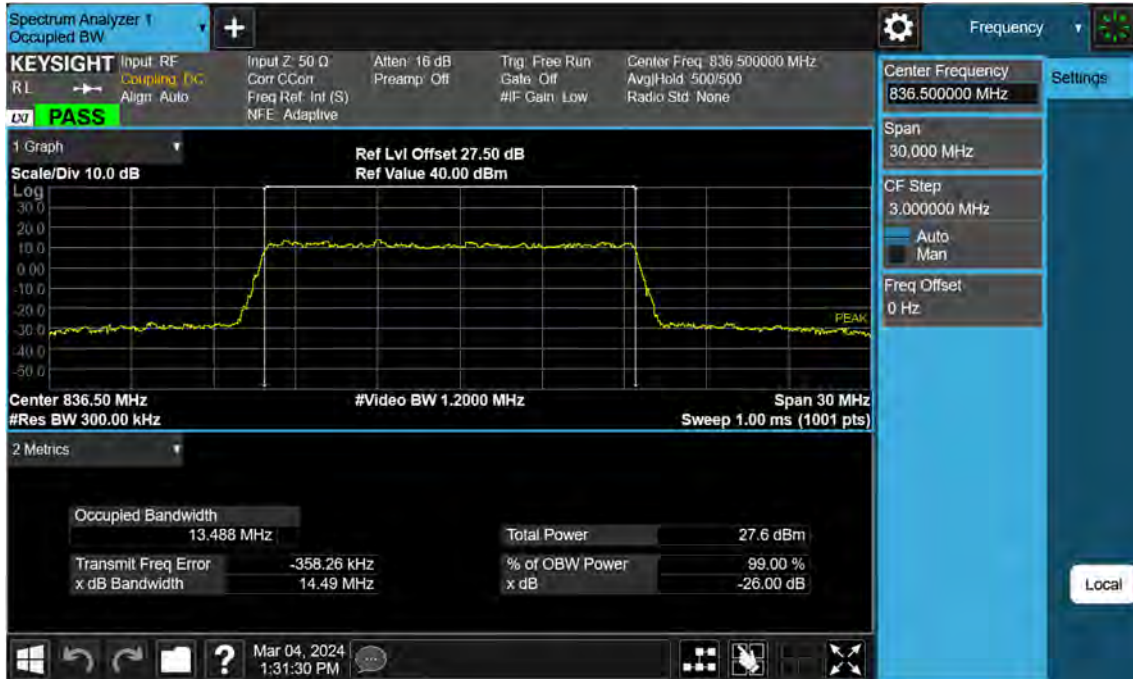 Spectrum Analyzer 1
Occupied BW
+
Frequency
KEYSIGHT
RL
LXI
PASS
Input: RF
Coupling: DC
Align: Auto
Input Z: 50 Ω
Corr CCorr
Freq Ref: Int (S)
NFE: Adaptive
Atten: 16 dB
Preamp: Off
Trig: Free Run
Gate: Off
#IF Gain: Low
Center Freq: 836.500000 MHz
Avg|Hold: 500/500
Radio Std: None
Center Frequency
836.500000 MHz
Settings
Span
30.000 MHz
CF Step
3.000000 MHz
Auto
Man
Freq Offset
0 Hz
Local
1 Graph
Scale/Div 10.0 dB
Ref Lvl Offset 27.50 dB
Ref Value 40.00 dBm
Log
30.0
20.0
10.0
0.00
-10.0
-20.0
-30.0
-40.0
-50.0
PEAK
Center 836.50 MHz
#Video BW 1.2000 MHz
Span 30 MHz
#Res BW 300.00 kHz
Sweep 1.00 ms (1001 pts)
2 Metrics
Occupied Bandwidth
13.488 MHz
Total Power 27.6 dBm
Transmit Freq Error -358.26 kHz
% of OBW Power 99.00 %
x dB Bandwidth 14.49 MHz
x dB -26.00 dB
?
Mar 04, 2024
1:31:30 PM